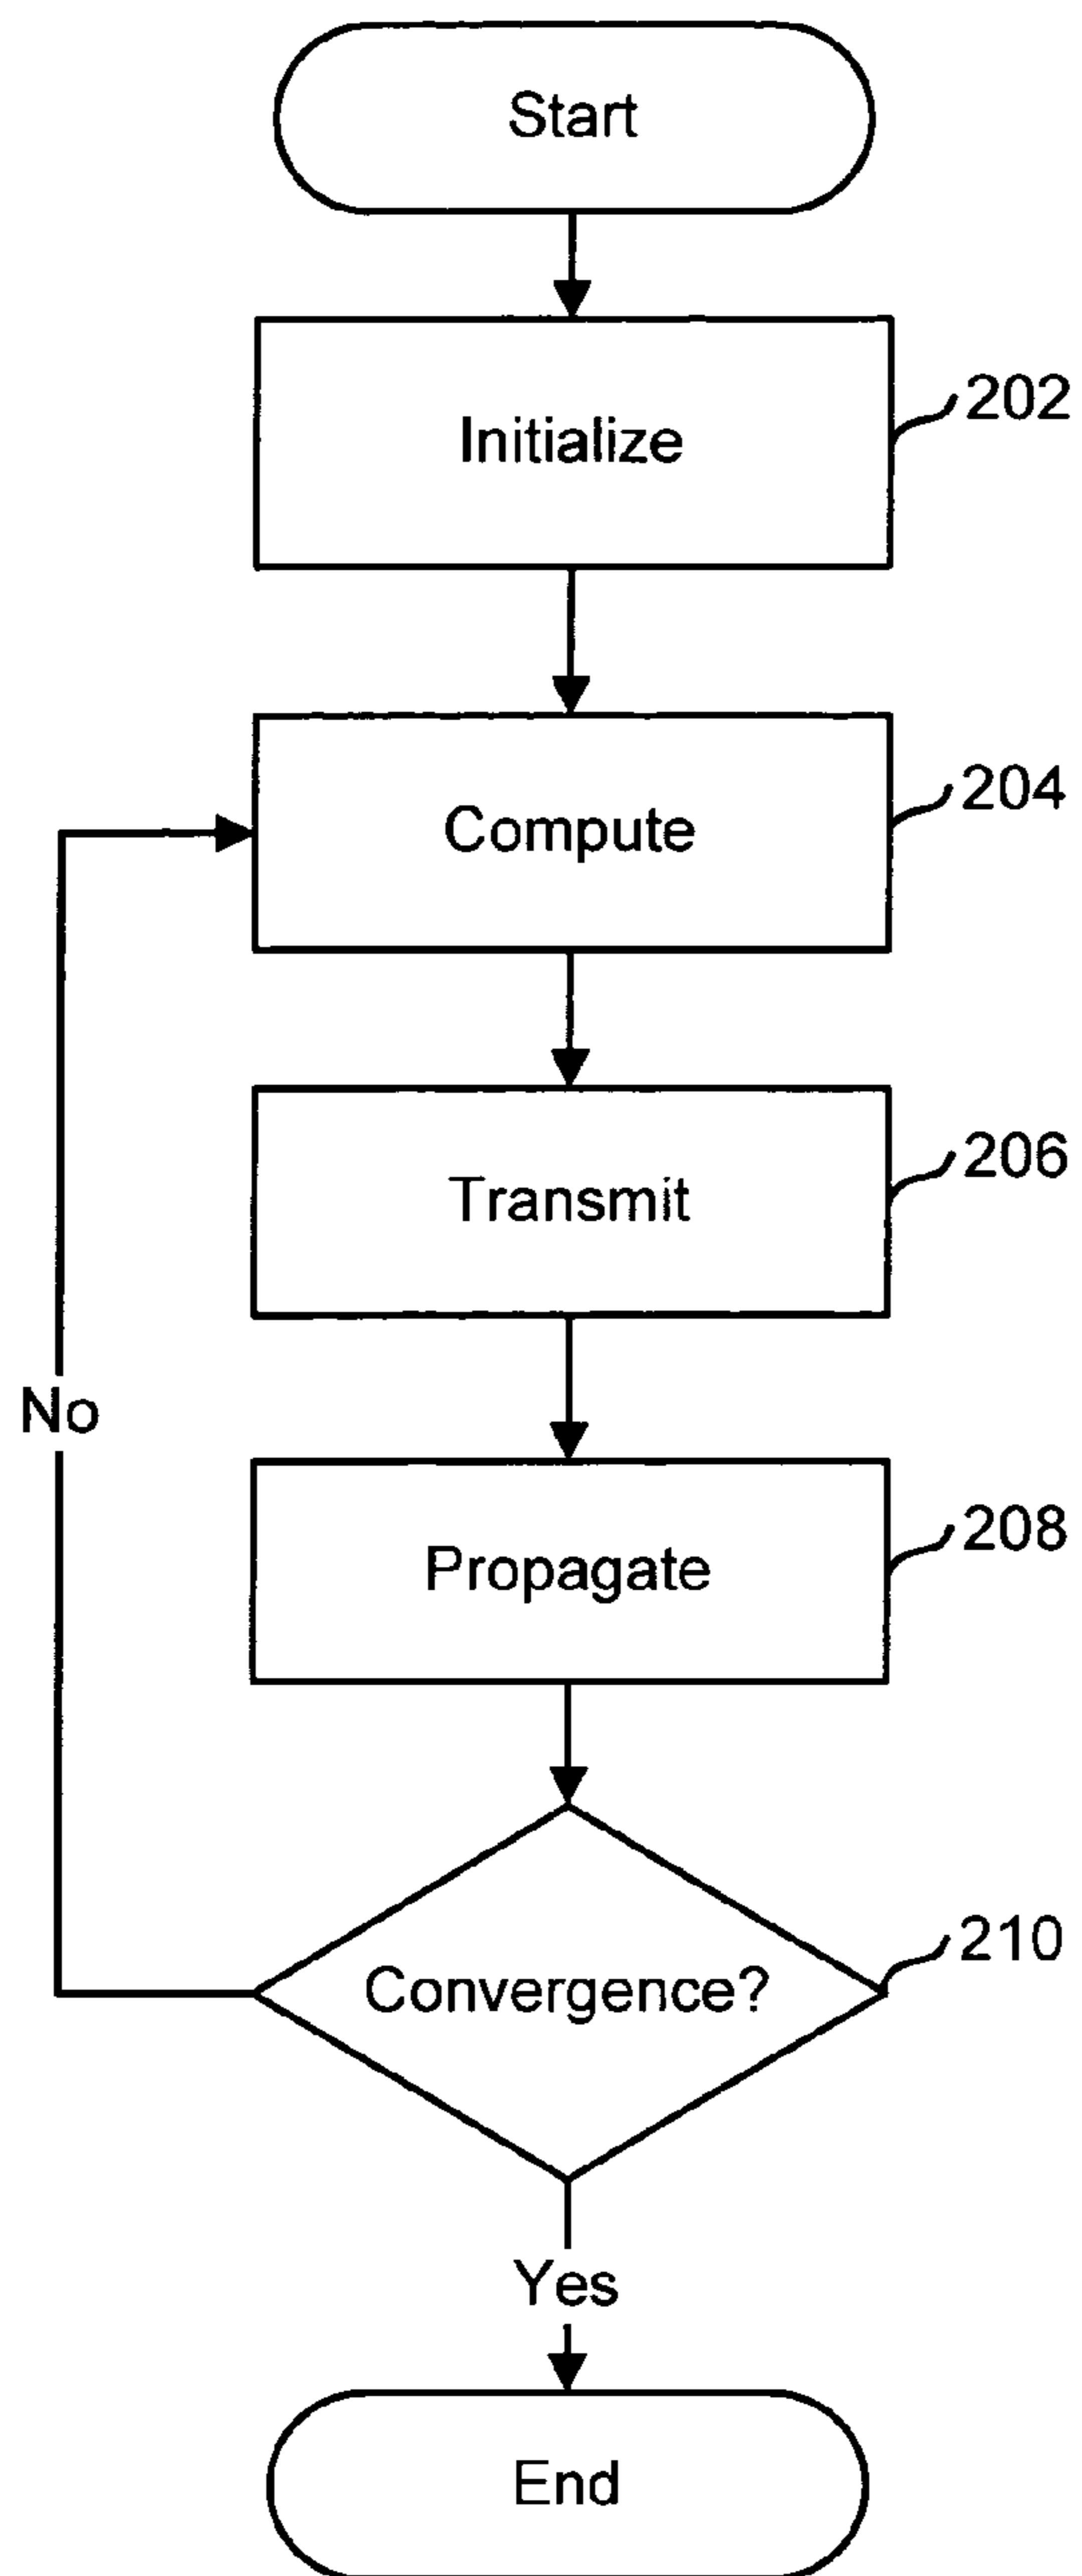 Start
Initialize
202
Compute
204
Transmit
206
No
Propagate
208
Convergence?
210
Yes
End